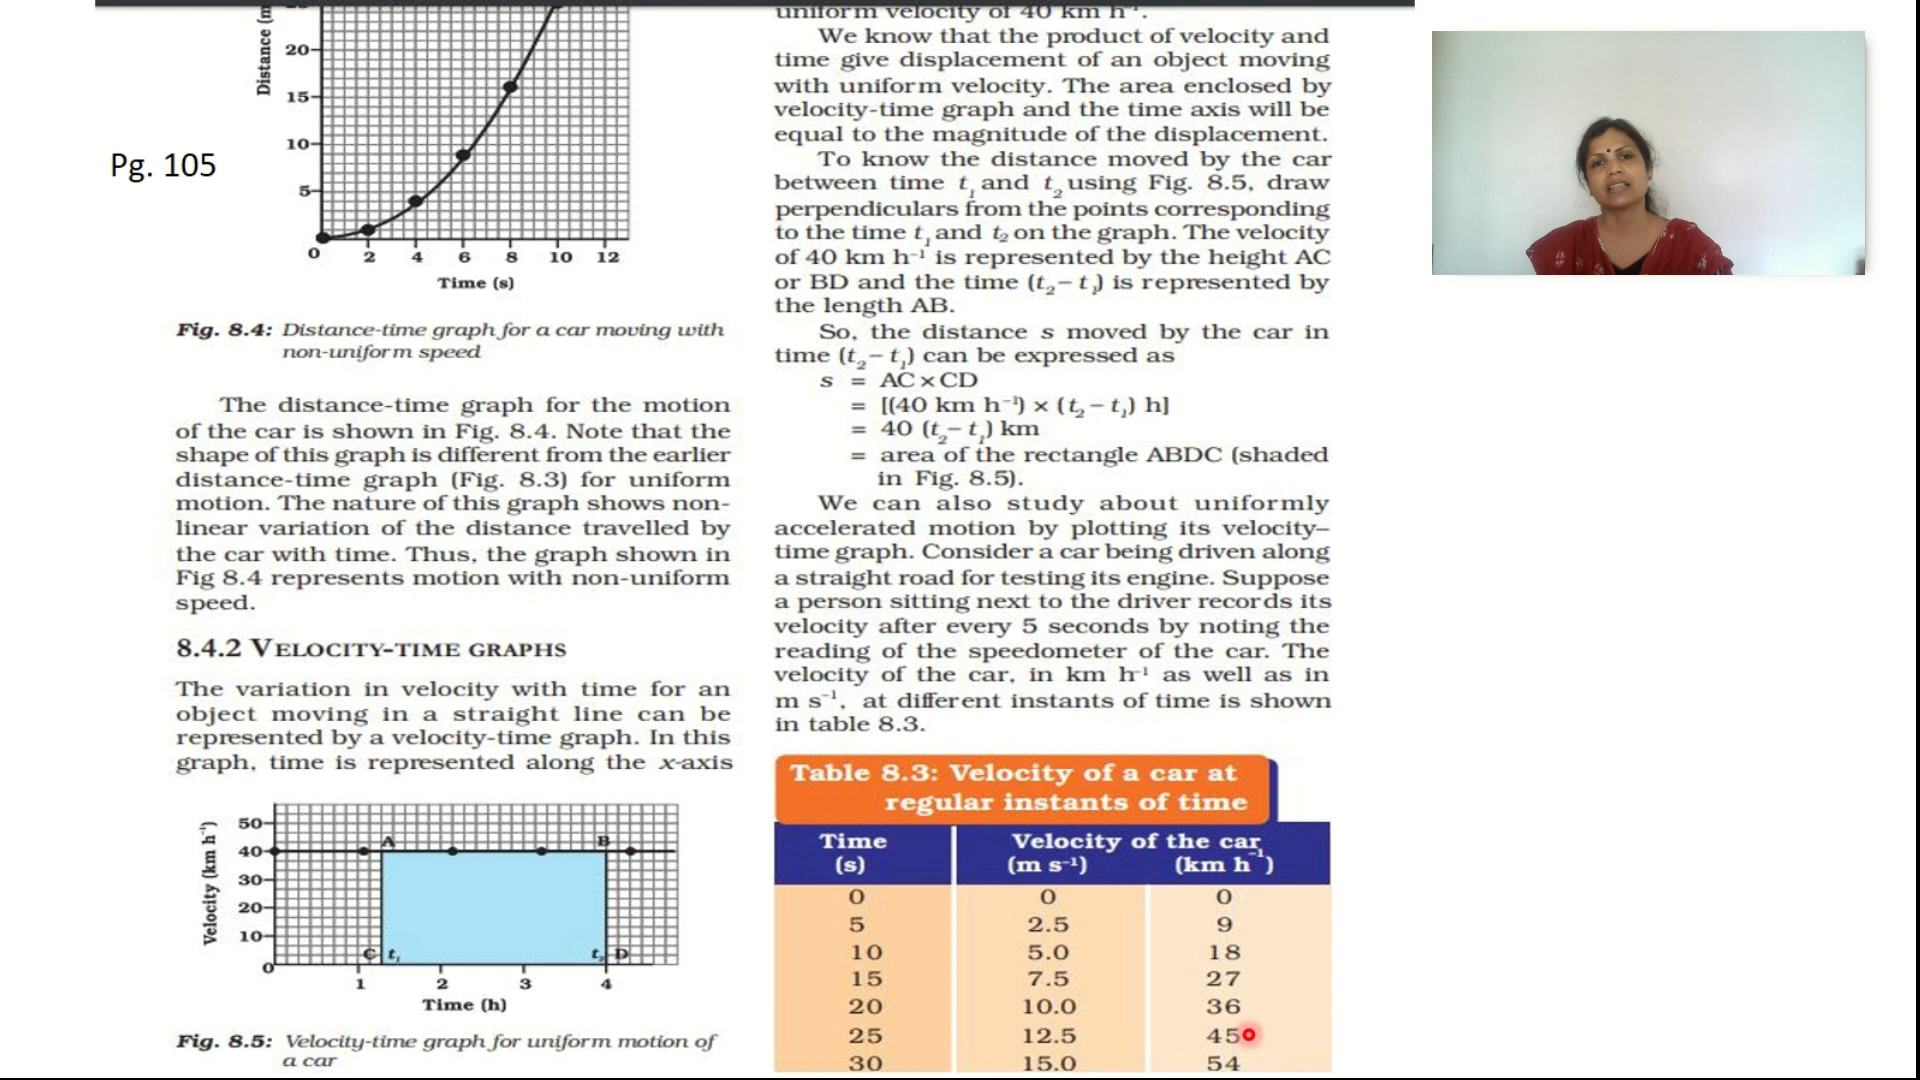 Pg. 105
Distance (m
20
15
10
5
0 2 4 6 8 10 12
Time (s)
Fig. 8.4: Distance-time graph for a car moving with
non-uniform speed
The distance-time graph for the motion
of the car is shown in Fig. 8.4. Note that the
shape of this graph is different from the earlier
distance-time graph (Fig. 8.3) for uniform
motion. The nature of this graph shows non-
linear variation of the distance travelled by
the car with time. Thus, the graph shown in
Fig 8.4 represents motion with non-uniform
speed.
8.4.2 VELOCITY-TIME GRAPHS
The variation in velocity with time for an
object moving in a straight line can be
represented by a velocity-time graph. In this
graph, time is represented along the x-axis
Velocity (km h⁻¹)
50
40
30
20
10
0
A B
C t₁ t₂ D
1 2 3 4
Time (h)
Fig. 8.5: Velocity-time graph for uniform motion of
a car
uniform velocity of 40 km h⁻¹.
We know that the product of velocity and
time give displacement of an object moving
with uniform velocity. The area enclosed by
velocity-time graph and the time axis will be
equal to the magnitude of the displacement.
To know the distance moved by the car
between time t₁ and t₂ using Fig. 8.5, draw
perpendiculars from the points corresponding
to the time t₁ and t₂ on the graph. The velocity
of 40 km h⁻¹ is represented by the height AC
or BD and the time (t₂ – t₁) is represented by
the length AB.
So, the distance s moved by the car in
time (t₂ – t₁) can be expressed as
s = AC × CD
= [(40 km h⁻¹) × (t₂ – t₁) h]
= 40 (t₂ – t₁) km
= area of the rectangle ABDC (shaded
in Fig. 8.5).
We can also study about uniformly
accelerated motion by plotting its velocity–
time graph. Consider a car being driven along
a straight road for testing its engine. Suppose
a person sitting next to the driver records its
velocity after every 5 seconds by noting the
reading of the speedometer of the car. The
velocity of the car, in km h⁻¹ as well as in
m s⁻¹, at different instants of time is shown
in table 8.3.
Table 8.3: Velocity of a car at
regular instants of time
Time Velocity of the car
(s) (m s⁻¹) (km h⁻¹)
0 0 0
5 2.5 9
10 5.0 18
15 7.5 27
20 10.0 36
25 12.5 45
30 15.0 54